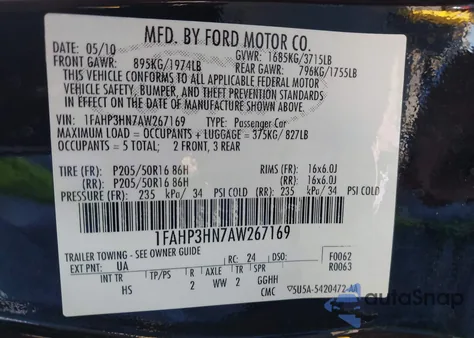 MFD. BY FORD MOTOR CO.
DATE: 05/10 GVWR: 1685KG/3715LB
FRONT GAWR: 895KG/1974LB REAR GAWR: 796KG/1755LB
THIS VEHICLE CONFORMS TO ALL APPLICABLE FEDERAL MOTOR
VEHICLE SAFETY, BUMPER, AND THEFT PREVENTION STANDARDS
IN EFFECT ON THE DATE OF MANUFACTURE SHOWN ABOVE.
VIN: 1FAHP3HN7AW267169 TYPE: Passenger Car
MAXIMUM LOAD = OCCUPANTS + LUGGAGE = 375KG/ 827LB
OCCUPANTS = 5 TOTAL; 2 FRONT, 3 REAR
TIRE (FR): P205/50R16 86H RIMS (FR): 16x6.0J
(RR): P205/50R16 86H (RR): 16x6.0J
PRESSURE (FR): 235 kPa/ 34 PSI COLD (RR): 235 kPa/ 34 PSI COLD
1FAHP3HN7AW267169
TRAILER TOWING - SEE OWNER GUIDE
EXT PNT: UA RC: 24 DSO: F0062
INT TR TP/PS R AXLE TR SPR R0063
HS 2 WW 2 GGHH
CMC 5U5A-5420472-AA
autoSnap